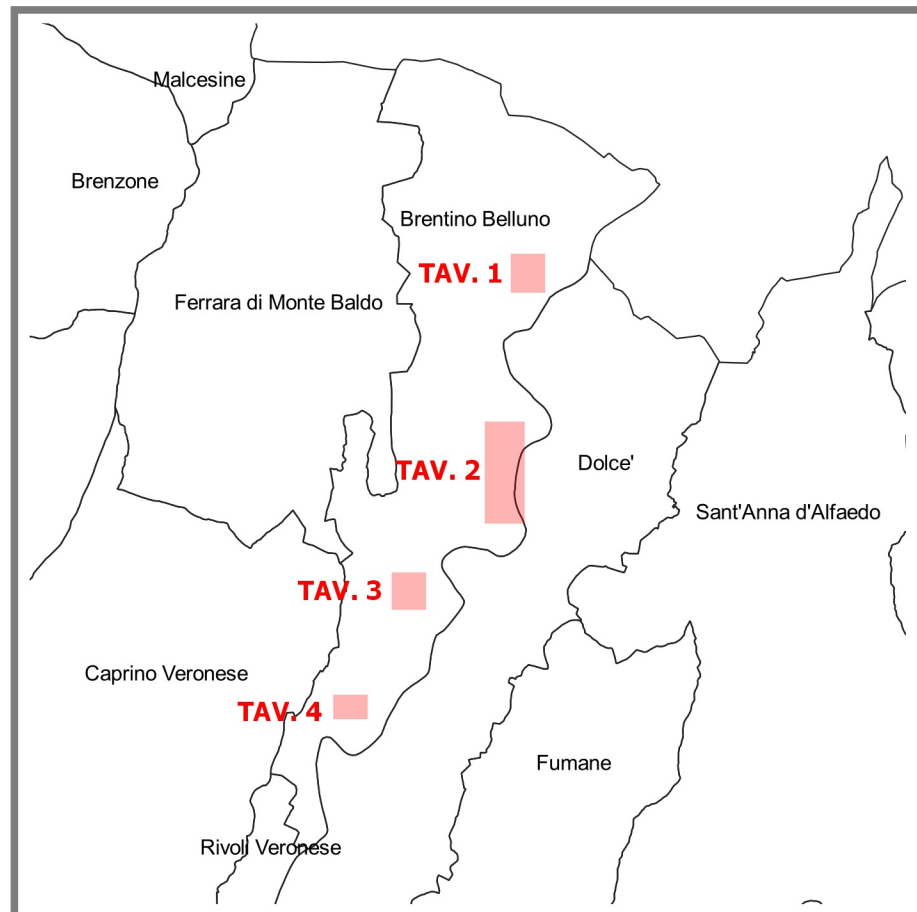 Malcesine
Brenzone
Brentino Belluno
TAV. 1
Ferrara di Monte Baldo
TAV. 2
Dolce'
Sant'Anna d'Alfaedo
TAV. 3
Caprino Veronese
TAV. 4
Fumane
Rivoli Veronese